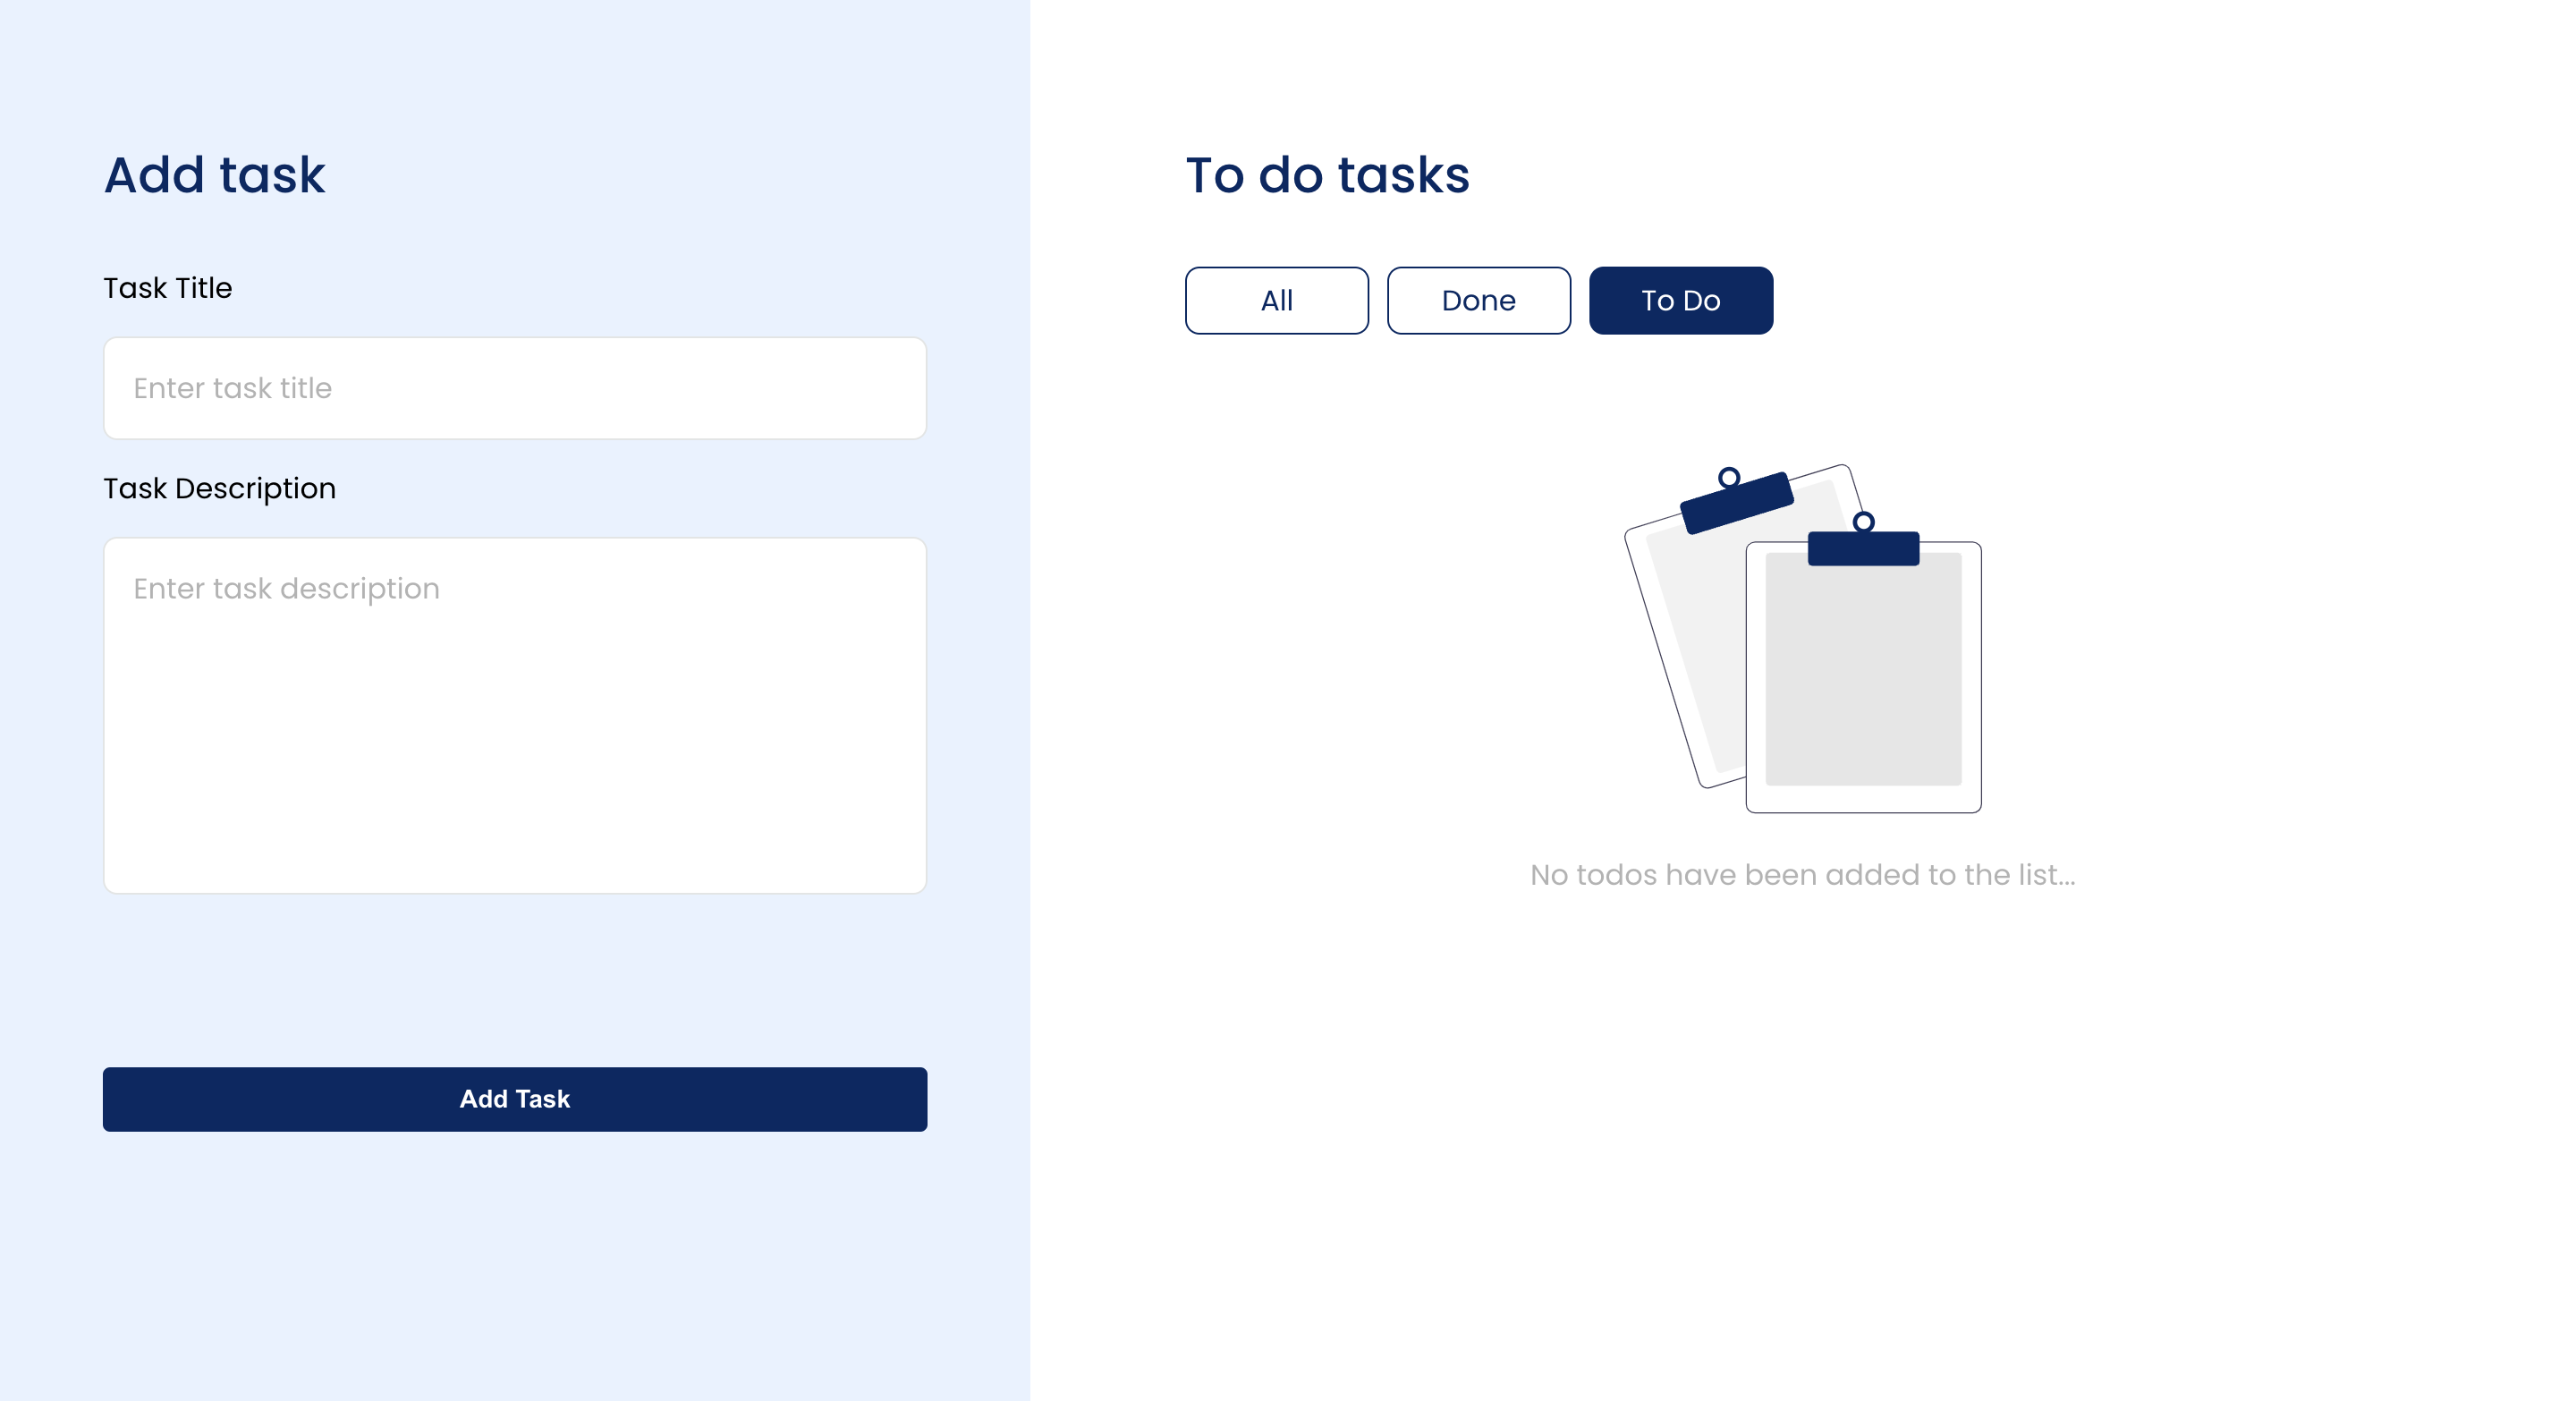 Add task
Task Title
Enter task title
Task Description
Enter task description
Add Task
To do tasks
All
Done
To Do
No todos have been added to the list...